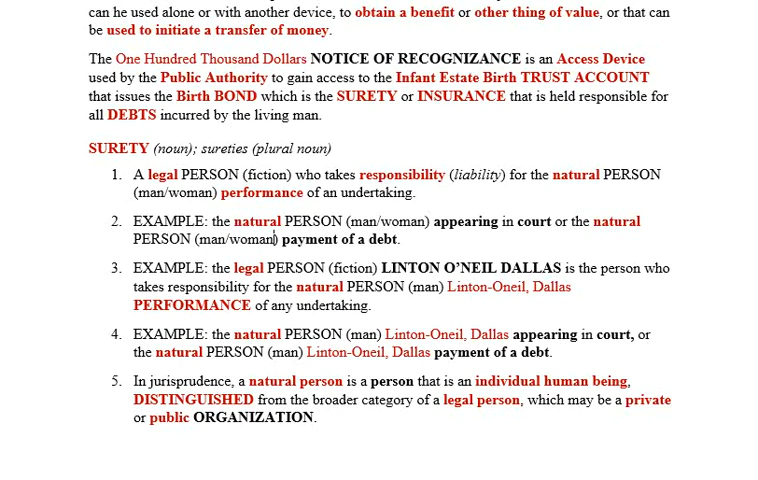 can he used alone or with another device, to obtain a benefit or other thing of value, or that can
be used to initiate a transfer of money.
The One Hundred Thousand Dollars NOTICE OF RECOGNIZANCE is an Access Device
used by the Public Authority to gain access to the Infant Estate Birth TRUST ACCOUNT
that issues the Birth BOND which is the SURETY or INSURANCE that is held responsible for
all DEBTS incurred by the living man.
SURETY (noun); sureties (plural noun)
1. A legal PERSON (fiction) who takes responsibility (liability) for the natural PERSON
(man/woman) performance of an undertaking.
2. EXAMPLE: the natural PERSON (man/woman) appearing in court or the natural
PERSON (man/woman) payment of a debt.
3. EXAMPLE: the legal PERSON (fiction) LINTON O’NEIL DALLAS is the person who
takes responsibility for the natural PERSON (man) Linton-Oneil, Dallas
PERFORMANCE of any undertaking.
4. EXAMPLE: the natural PERSON (man) Linton-Oneil, Dallas appearing in court, or
the natural PERSON (man) Linton-Oneil, Dallas payment of a debt.
5. In jurisprudence, a natural person is a person that is an individual human being,
DISTINGUISHED from the broader category of a legal person, which may be a private
or public ORGANIZATION.